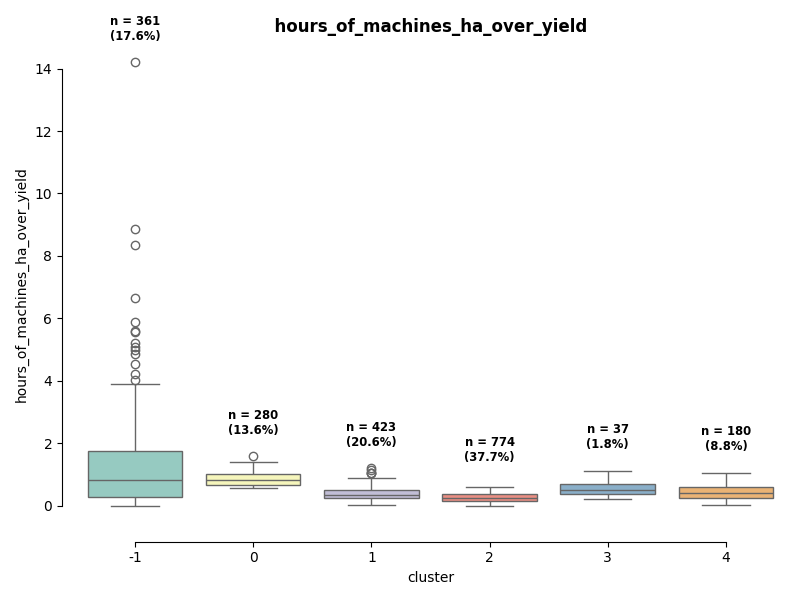 hours_of_machines_ha_over_yield
n = 361
(17.6%)
n = 280
(13.6%)
n = 423
(20.6%)
n = 774
(37.7%)
n = 37
(1.8%)
n = 180
(8.8%)
hours_of_machines_ha_over_yield
14
12
10
8
6
4
2
0
-1
0
1
2
3
4
cluster